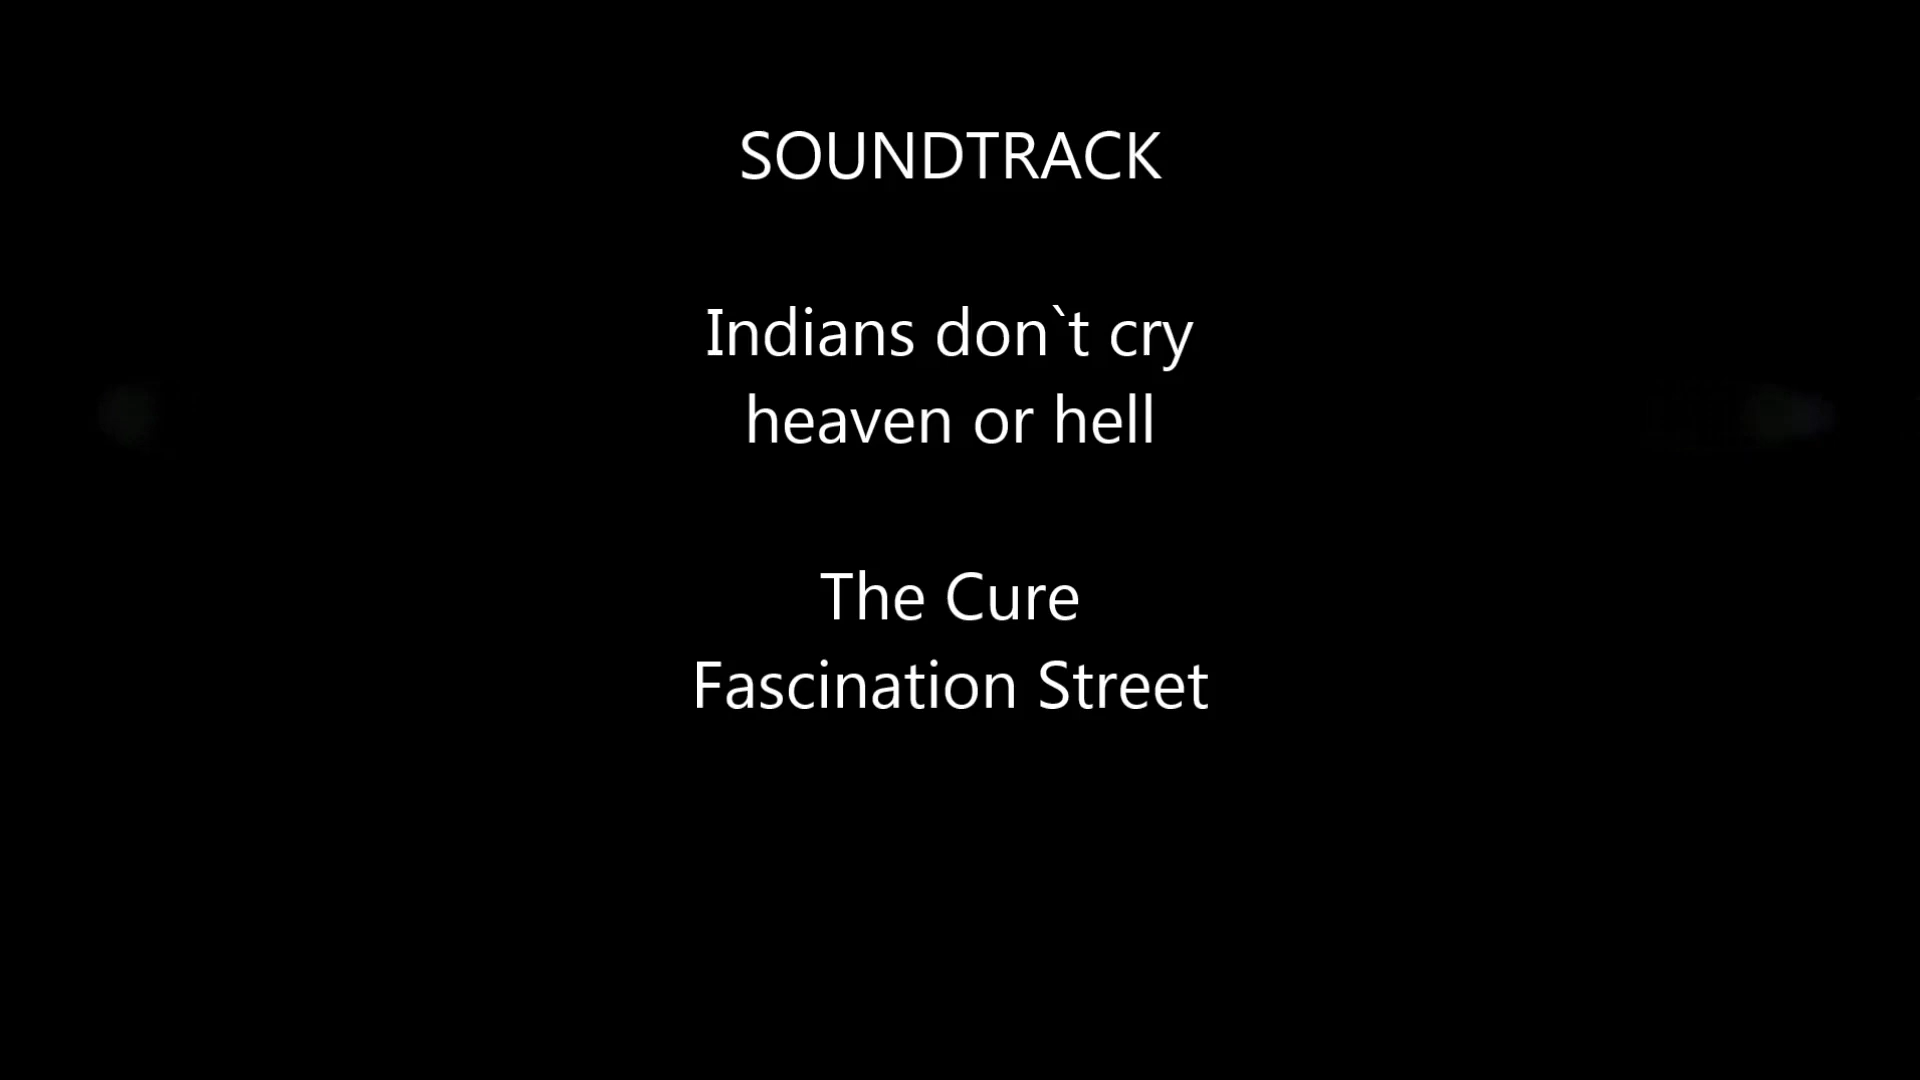 SOUNDTRACK
Indians don`t cry
heaven or hell
The Cure
Fascination Street